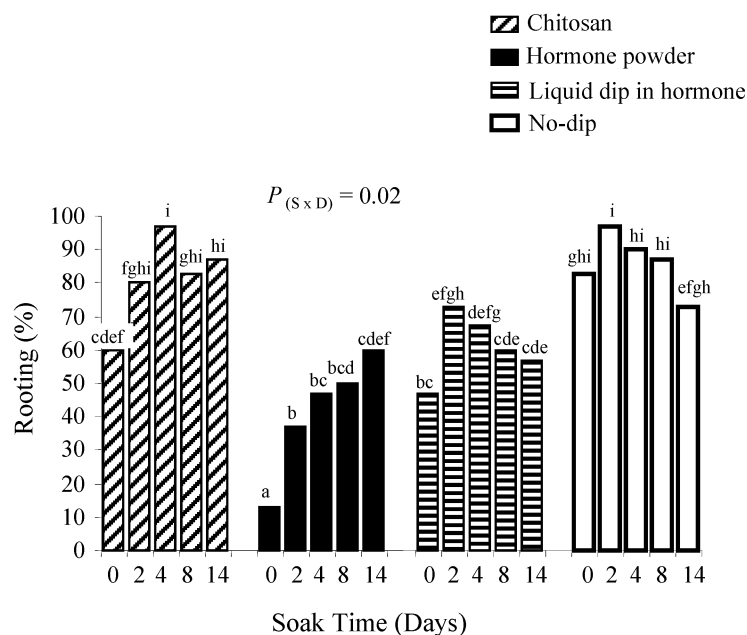 Chitosan
Hormone powder
Liquid dip in hormone
No-dip
P (S x D) = 0.02
Rooting (%)
100
90
80
70
60
50
40
30
20
10
0
cdef
fghi
i
ghi
hi
a
b
bc
bcd
cdef
bc
efgh
defg
cde
cde
ghi
i
hi
hi
efgh
0 2 4 8 14 0 2 4 8 14 0 2 4 8 14 0 2 4 8 14
Soak Time (Days)